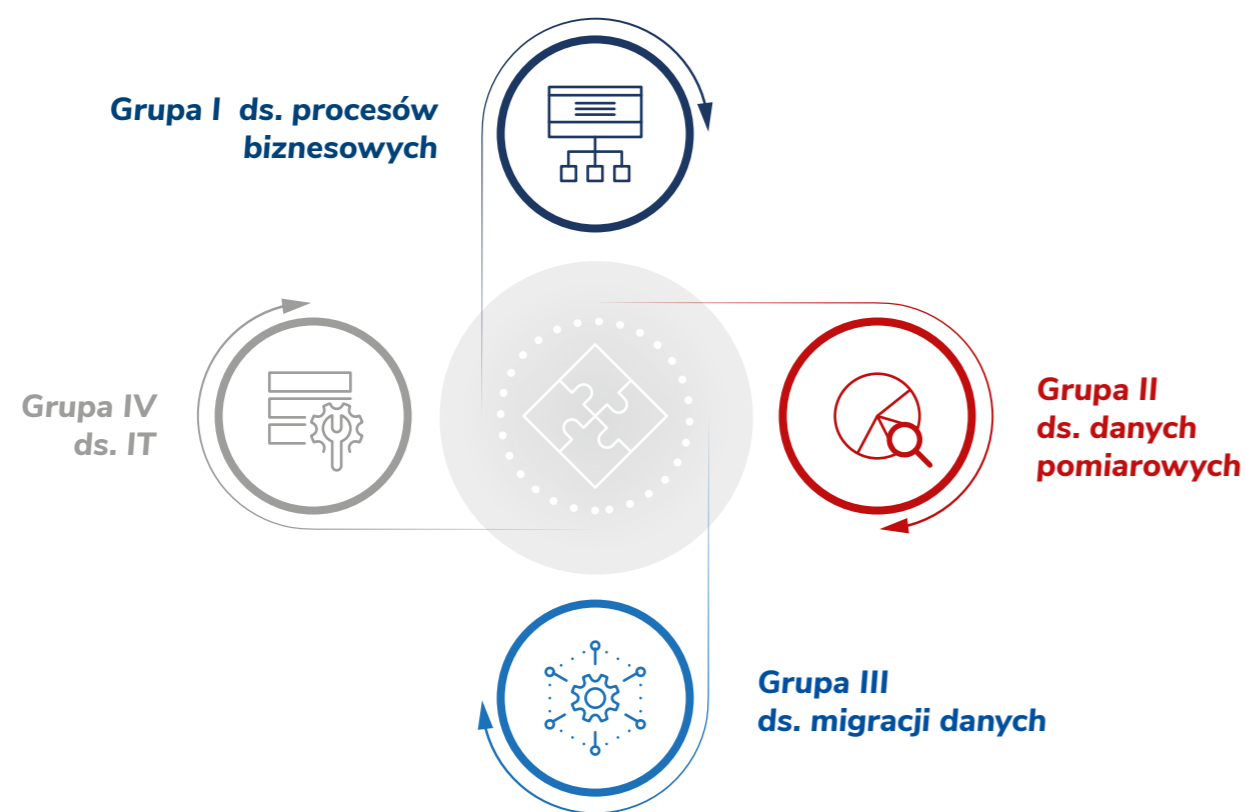 Grupa I ds. procesów
biznesowych
Grupa II
ds. danych
pomiarowych
Grupa IV
ds. IT
Grupa III
ds. migracji danych